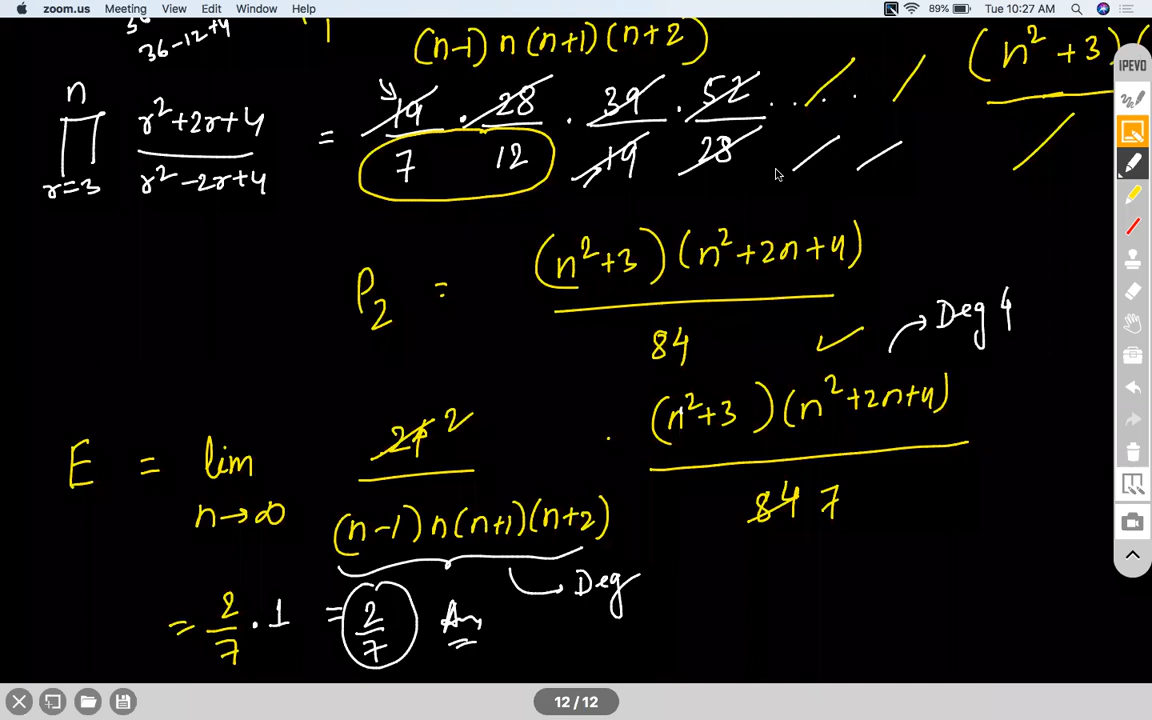 zoom.us Meeting View Edit Window Help 89% Tue 10:27 AM
36-12+4
(n-1) n (n+1) (n+2)
(n²+3)(
n
∏ r²+2r+4 / r²-2r+4 = 19/7 · 28/12 · 39/19 · 52/28 . . . .
r=3
P₂ = (n²+3)(n²+2n+4) / 84
Deg 4
E = lim n→∞ 2 / (n-1) n (n+1) (n+2) · (n²+3)(n²+2n+4) / 84 7
Deg
= 2/7 · 1 = 2/7 Ans
12 / 12
IPEVO